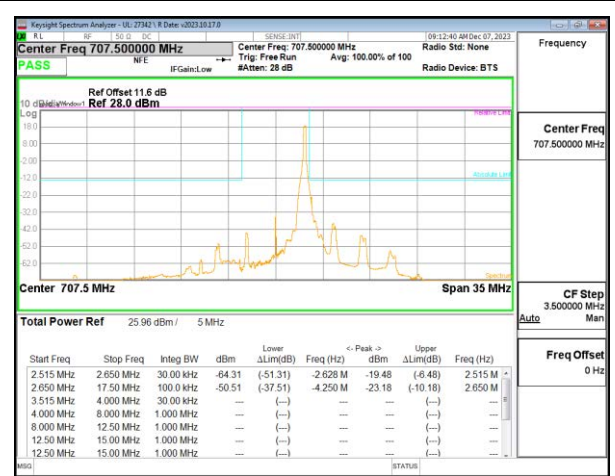 Keysight Spectrum Analyzer - UL: 27342 \ R Date: v2023.10.17.0
RL RF 50 Ω DC SENSE:INT 09:12:40 AM Dec 07, 2023
Center Freq 707.500000 MHz Center Freq: 707.500000 MHz Radio Std: None Frequency
PASS NFE Trig: Free Run Avg: 100.00% of 100
IFGain:Low #Atten: 28 dB Radio Device: BTS
Ref Offset 11.6 dB
10 dB/div Window1 Ref 28.0 dBm
Log Relative Limit
18.0
8.00 Center Freq
-2.00 707.500000 MHz
-12.0 Absolute Limit
-22.0
-32.0
-42.0
-52.0
-62.0 Spectrum
Center 707.5 MHz Span 35 MHz
CF Step
3.500000 MHz
Auto Man
Total Power Ref 25.96 dBm / 5 MHz
Freq Offset
0 Hz
Lower <- Peak -> Upper
Start Freq Stop Freq Integ BW dBm ΔLim(dB) Freq (Hz) dBm ΔLim(dB) Freq (Hz)
2.515 MHz 2.650 MHz 30.00 kHz -64.31 (-51.31) -2.628 M -19.48 (-6.48) 2.515 M
2.650 MHz 17.50 MHz 100.0 kHz -50.51 (-37.51) -4.250 M -23.18 (-10.18) 2.650 M
3.515 MHz 4.000 MHz 30.00 kHz --- (---) --- --- (---) ---
4.000 MHz 8.000 MHz 1.000 MHz --- (---) --- --- (---) ---
8.000 MHz 12.50 MHz 1.000 MHz --- (---) --- --- (---) ---
12.50 MHz 15.00 MHz 1.000 MHz --- (---) --- --- (---) ---
12.50 MHz 15.00 MHz 1.000 MHz --- (---) --- --- (---) ---
MSG STATUS